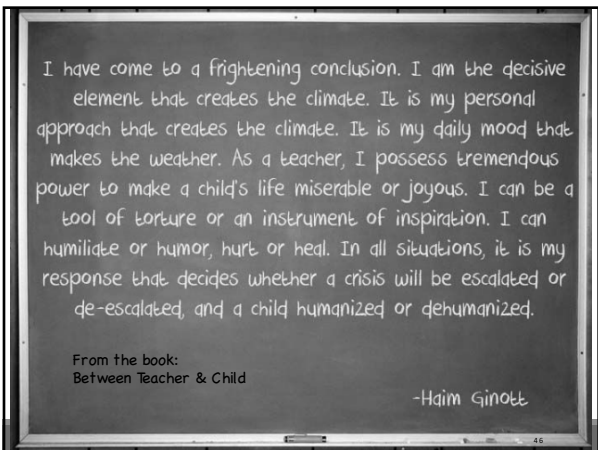 I have come to a frightening conclusion. I am the decisive
element that creates the climate. It is my personal
approach that creates the climate. It is my daily mood that
makes the weather. As a teacher, I possess tremendous
power to make a child's life miserable or joyous. I can be a
tool of torture or an instrument of inspiration. I can
humiliate or humor, hurt or heal. In all situations, it is my
response that decides whether a crisis will be escalated or
de-escalated, and a child humanized or dehumanized.
From the book:
Between Teacher & Child
-Haim Ginott
46